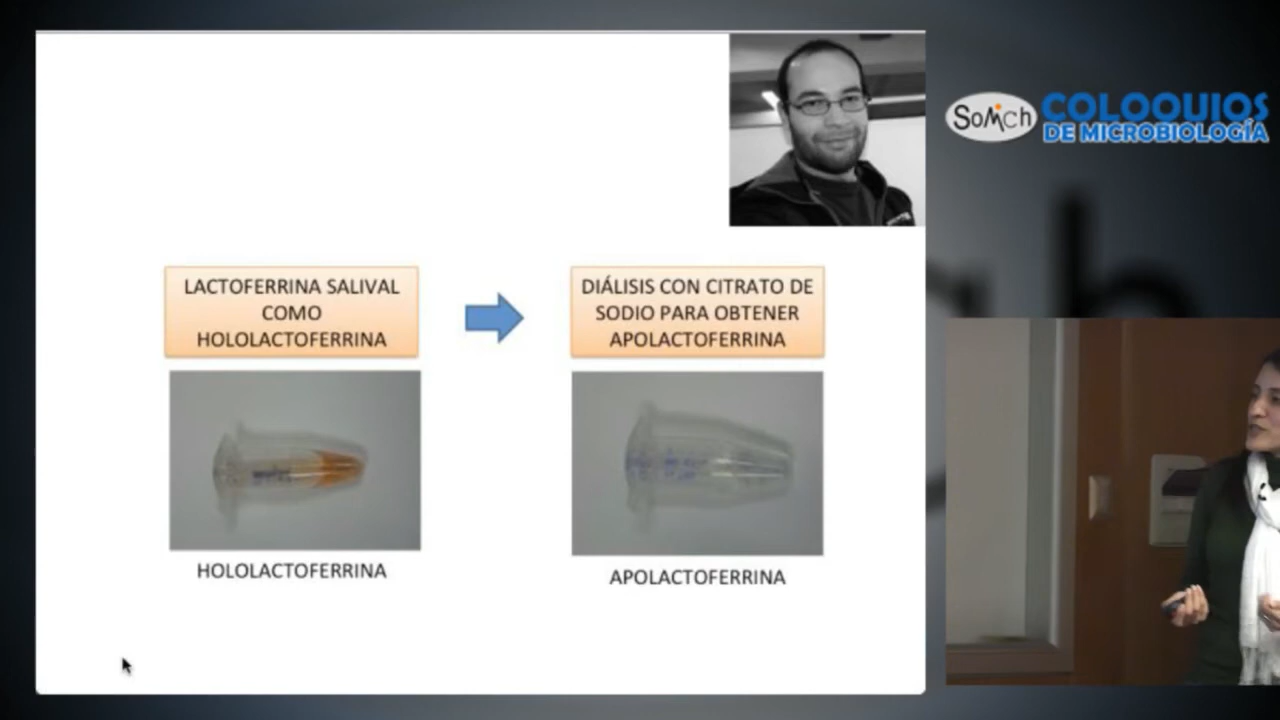 SoMich
COLOQUIOS
DE MICROBIOLOGÍA
LACTOFERRINA SALIVAL
COMO
HOLOLACTOFERRINA
DIÁLISIS CON CITRATO DE
SODIO PARA OBTENER
APOLACTOFERRINA
HOLOLACTOFERRINA
APOLACTOFERRINA